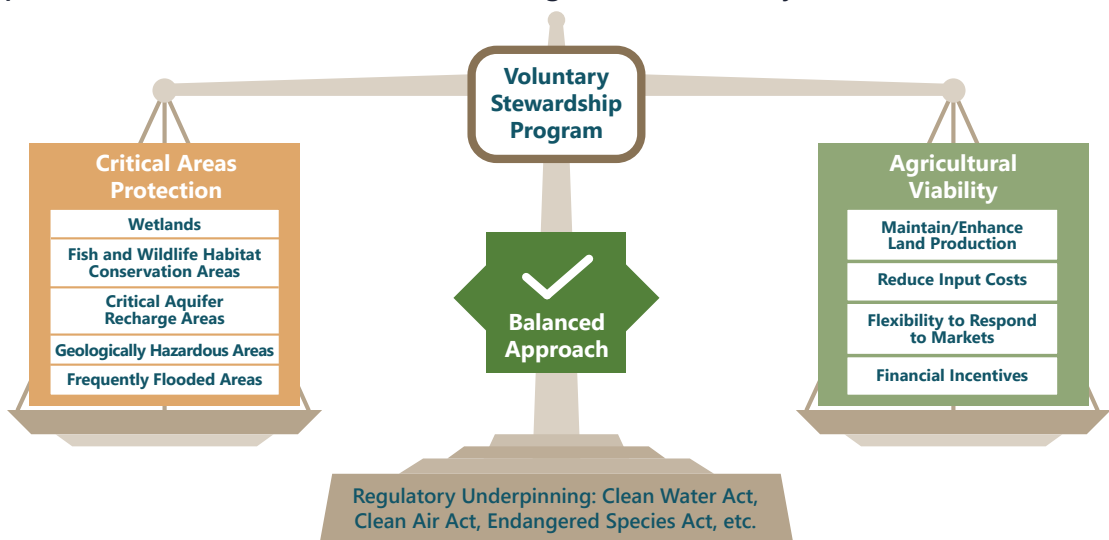 Voluntary
Stewardship
Program
Critical Areas
Protection
Wetlands
Fish and Wildlife Habitat
Conservation Areas
Critical Aquifer
Recharge Areas
Geologically Hazardous Areas
Frequently Flooded Areas
Balanced
Approach
Agricultural
Viability
Maintain/Enhance
Land Production
Reduce Input Costs
Flexibility to Respond
to Markets
Financial Incentives
Regulatory Underpinning: Clean Water Act,
Clean Air Act, Endangered Species Act, etc.